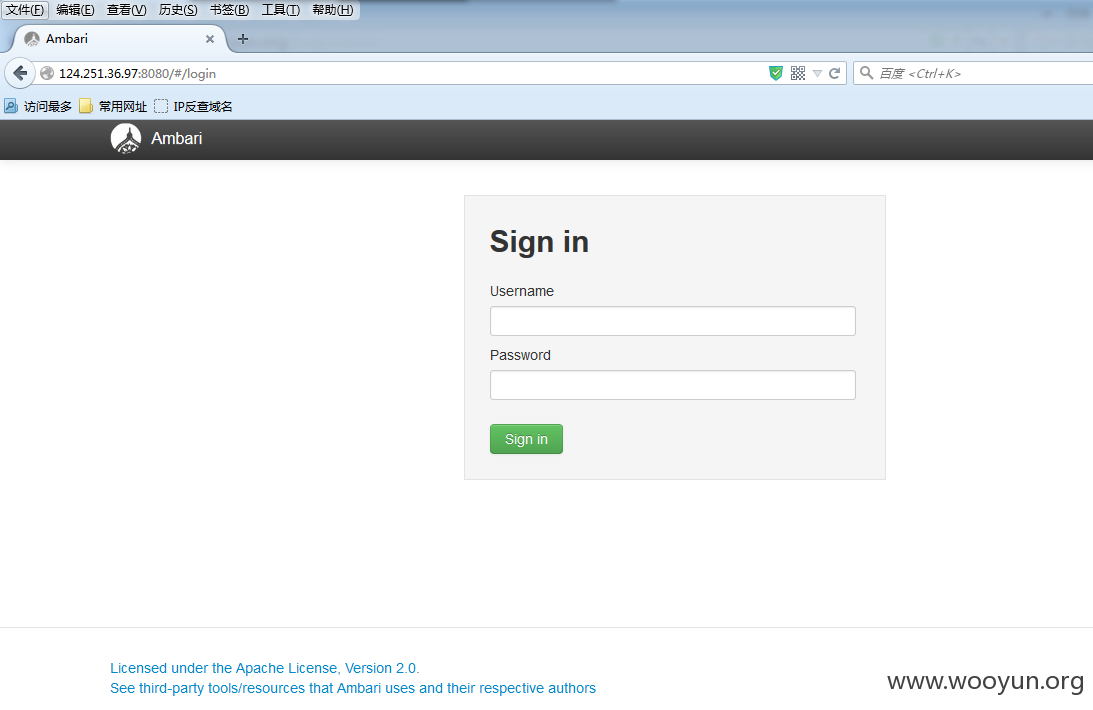 文件(F) 编辑(E) 查看(V) 历史(S) 书签(B) 工具(T) 帮助(H)
Ambari
124.251.36.97:8080/#/login
百度 <Ctrl+K>
访问最多 常用网址 IP反查域名
Ambari
Sign in
Username
Password
Sign in
Licensed under the Apache License, Version 2.0.
See third-party tools/resources that Ambari uses and their respective authors
www.wooyun.org